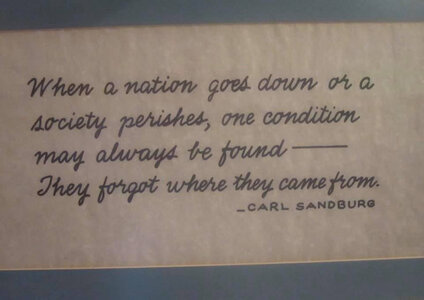 When a nation goes down or a
society perishes, one condition
may always be found ——
They forgot where they came from.
–CARL SANDBURG